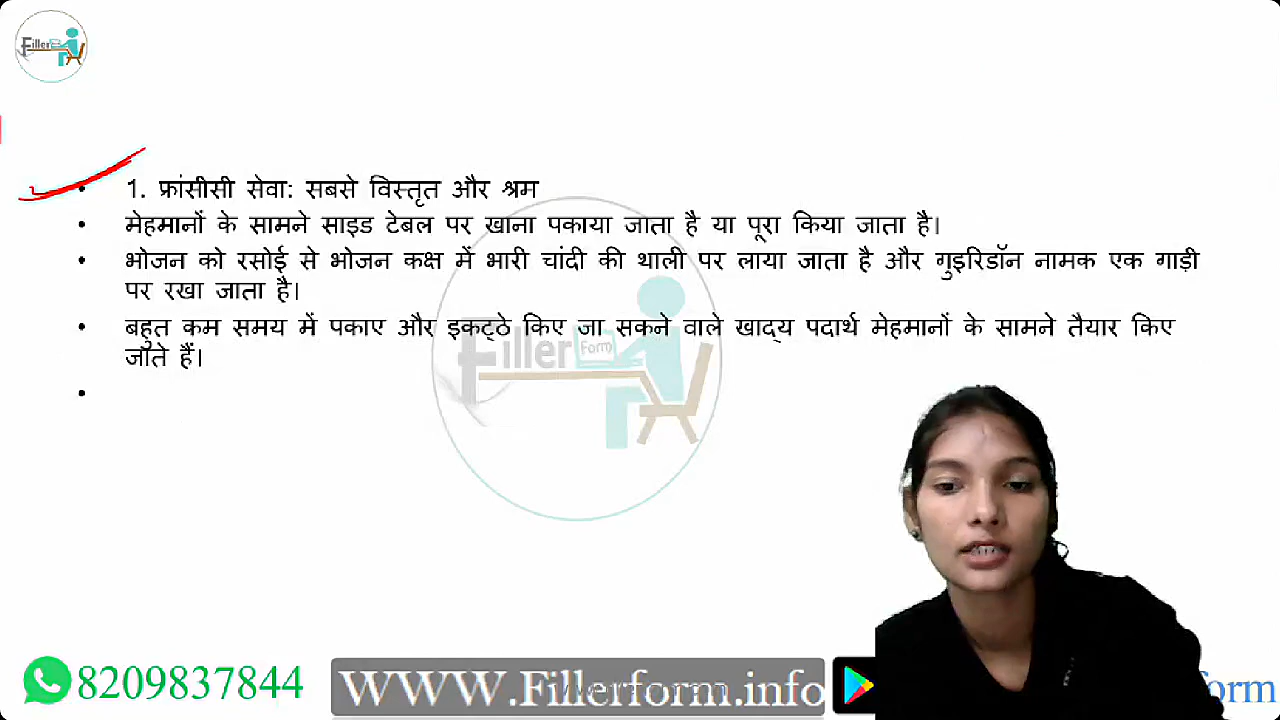 Filler
1. फ्रांसीसी सेवा: सबसे विस्तृत और श्रम
मेहमानों के सामने साइड टेबल पर खाना पकाया जाता है या पूरा किया जाता है।
भोजन को रसोई से भोजन कक्ष में भारी चांदी की थाली पर लाया जाता है और गुइरिडॉन नामक एक गाड़ी
पर रखा जाता है।
बहुत कम समय में पकाए और इकट्ठे किए जा सकने वाले खाद्य पदार्थ मेहमानों के सामने तैयार किए
जाते हैं।
Filler Form
8209837844
WWW.Fillerform.info
form